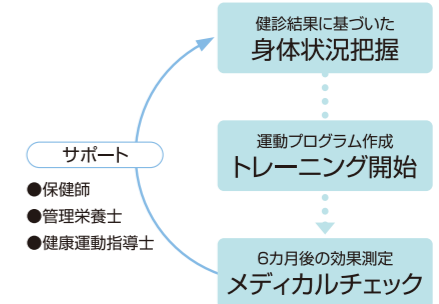 健診結果に基づいた
身体状況把握
運動プログラム作成
トレーニング開始
サポート
●保健師
●管理栄養士
●健康運動指導士
6カ月後の効果測定
メディカルチェック